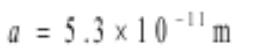 a = 5.3 × 10⁻¹¹ m